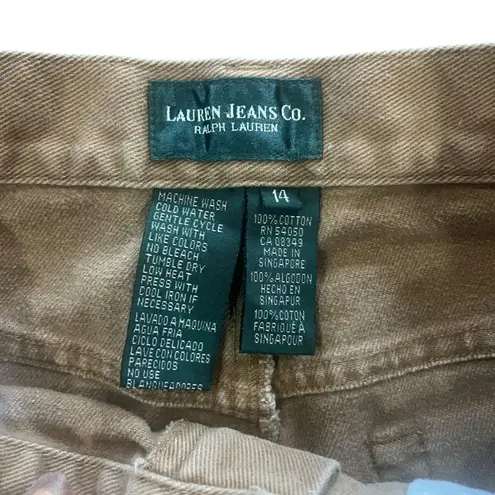 LAUREN JEANS CO.
RALPH LAUREN
MACHINE WASH
COLD WATER
GENTLE CYCLE
WASH WITH
LIKE COLORS
NO BLEACH
TUMBLE DRY
LOW HEAT
PRESS WITH
COOL IRON IF
NECESSARY
LAVADO A MAQUINA
AGUA FRIA
CICLO DELICADO
LAVE CON COLORES
PARECIDOS
NO USE
BLANQUEADORES
14
100% COTTON
RN 54050
CA 08349
MADE IN
SINGAPORE
100% ALGODON
HECHO EN
SINGAPUR
100% COTON
FABRIQUÉ À
SINGAPOUR